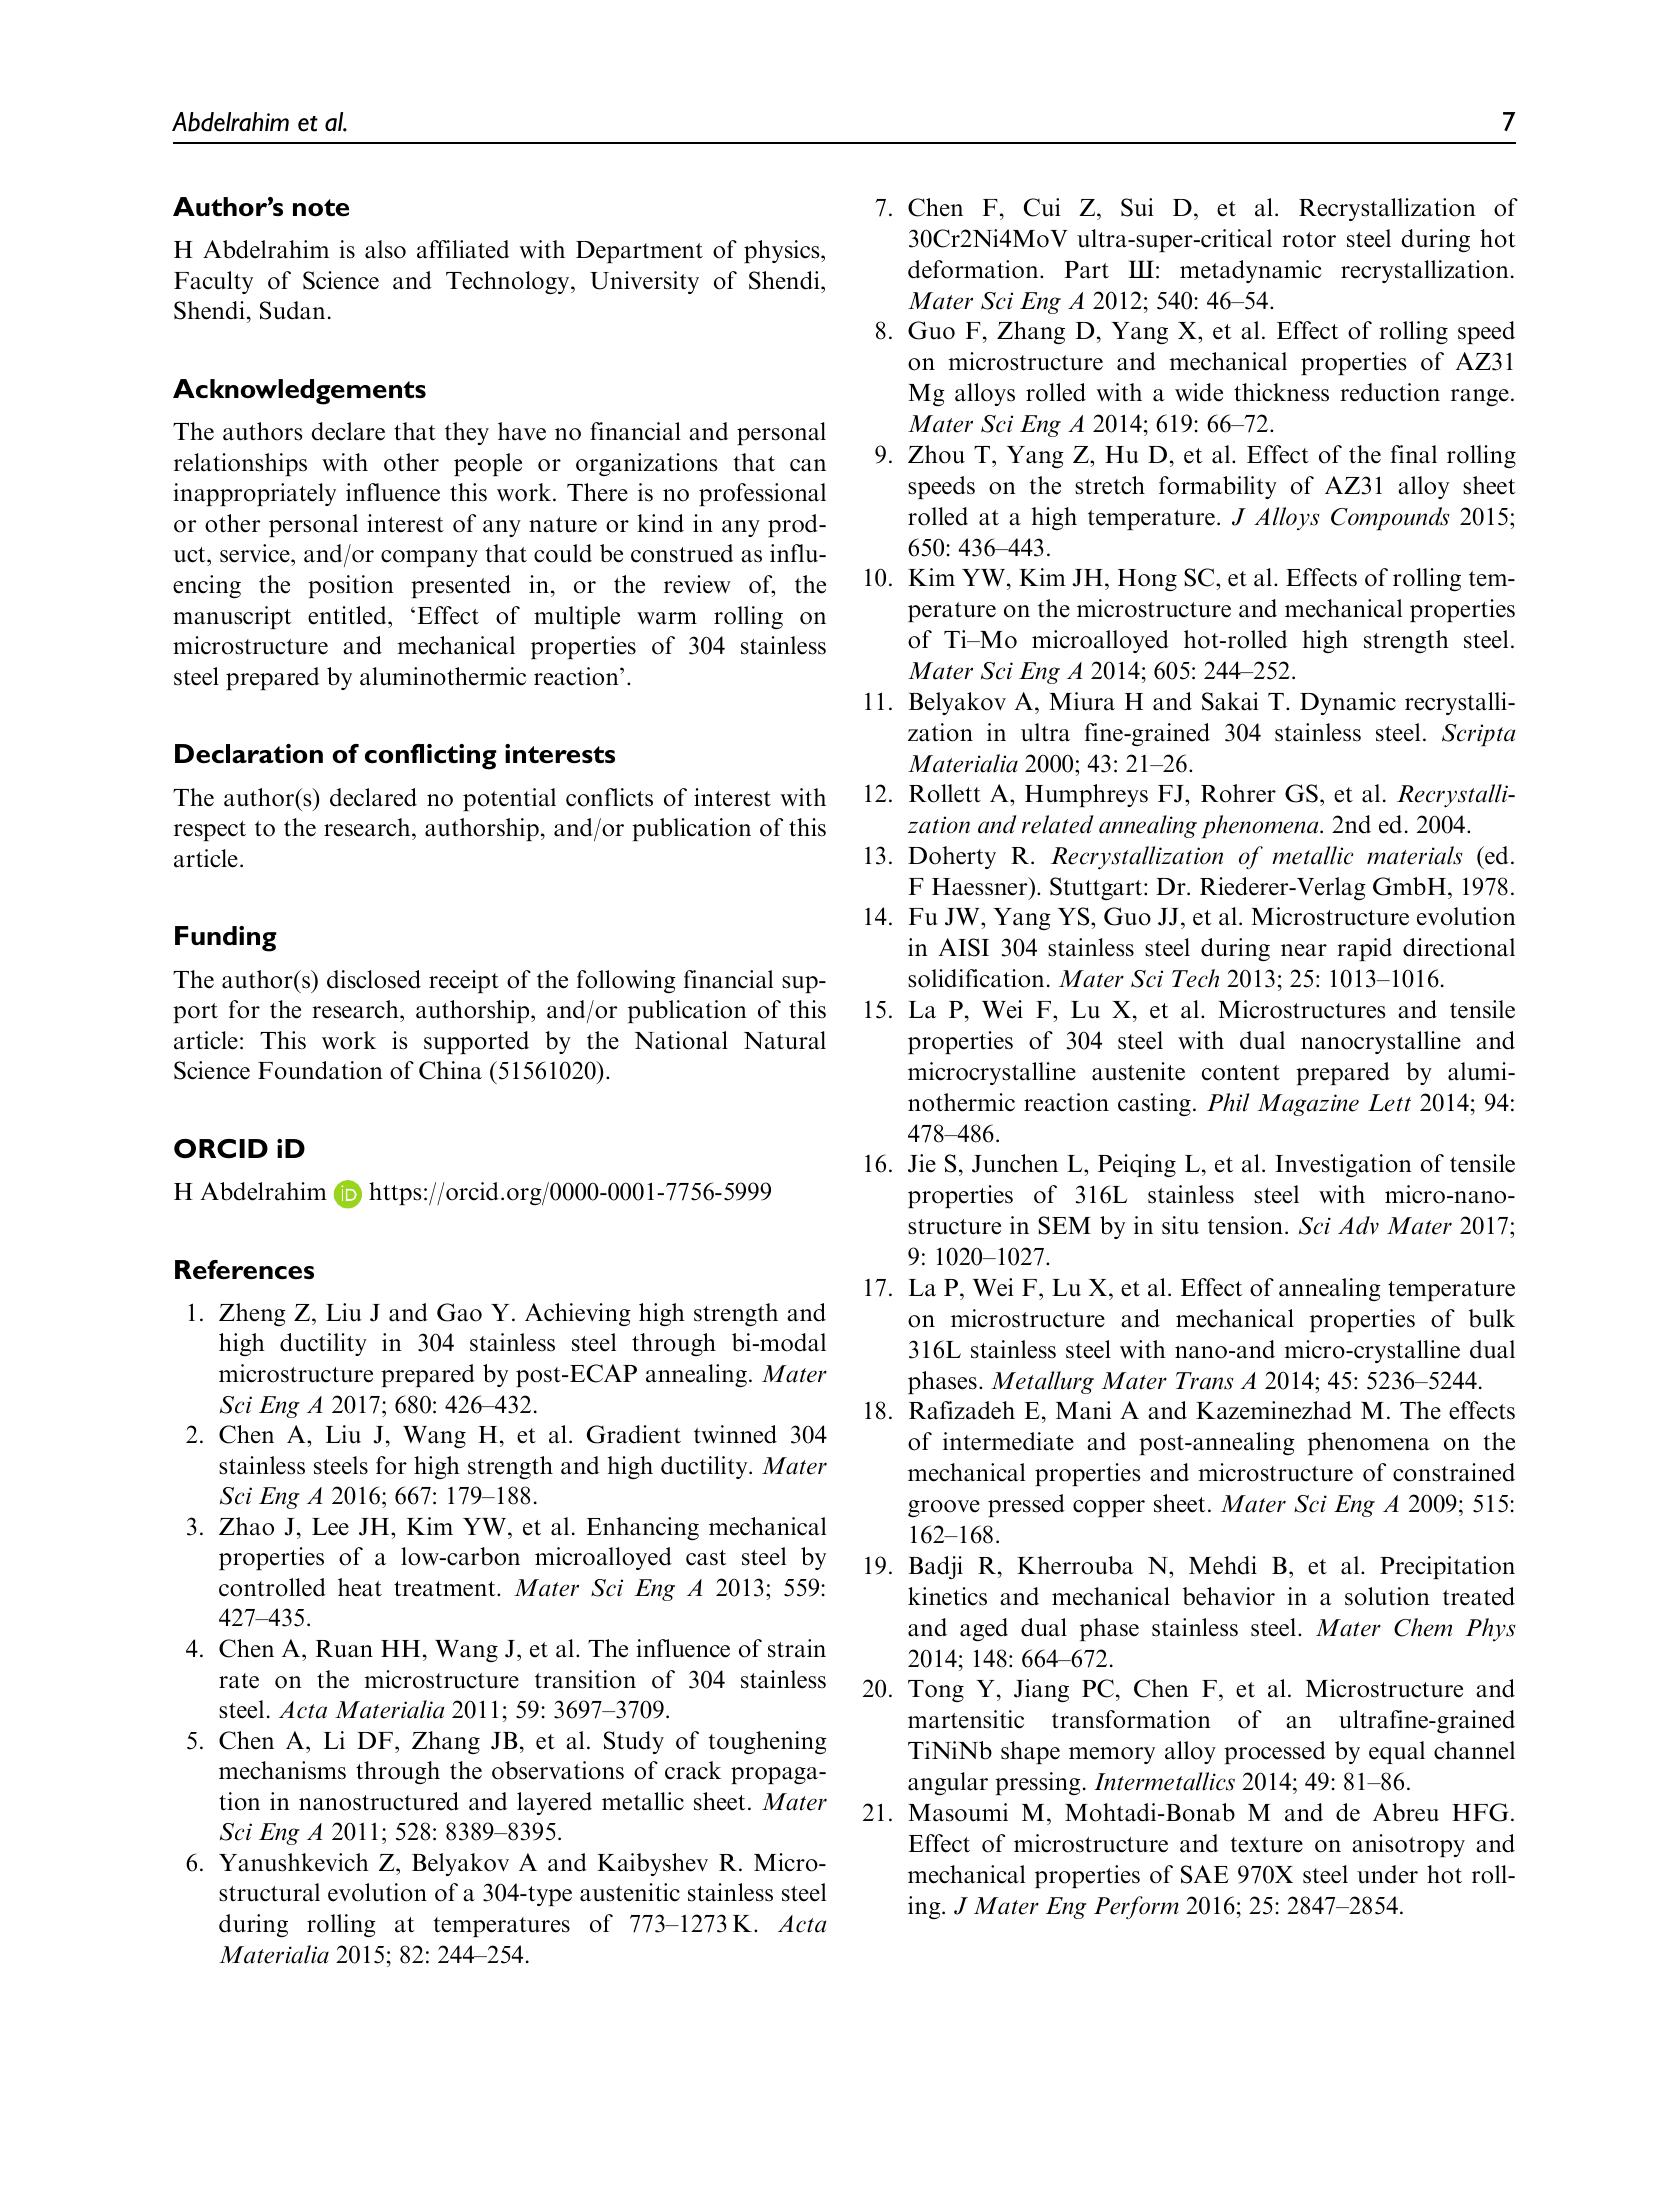 Abdelrahim et al.
7
Author's note
H Abdelrahim is also affiliated with Department of physics,
Faculty of Science and Technology, University of Shendi,
Shendi, Sudan.
Acknowledgements
The authors declare that they have no financial and personal
relationships with other people or organizations that can
inappropriately influence this work. There is no professional
or other personal interest of any nature or kind in any prod-
uct, service, and/or company that could be construed as influ-
encing the position presented in, or the review of, the
manuscript entitled, ‘Effect of multiple warm rolling on
microstructure and mechanical properties of 304 stainless
steel prepared by aluminothermic reaction’.
Declaration of conflicting interests
The author(s) declared no potential conflicts of interest with
respect to the research, authorship, and/or publication of this
article.
Funding
The author(s) disclosed receipt of the following financial sup-
port for the research, authorship, and/or publication of this
article: This work is supported by the National Natural
Science Foundation of China (51561020).
ORCID iD
H Abdelrahim iD https://orcid.org/0000-0001-7756-5999
References
1. Zheng Z, Liu J and Gao Y. Achieving high strength and
high ductility in 304 stainless steel through bi-modal
microstructure prepared by post-ECAP annealing. Mater
Sci Eng A 2017; 680: 426–432.
2. Chen A, Liu J, Wang H, et al. Gradient twinned 304
stainless steels for high strength and high ductility. Mater
Sci Eng A 2016; 667: 179–188.
3. Zhao J, Lee JH, Kim YW, et al. Enhancing mechanical
properties of a low-carbon microalloyed cast steel by
controlled heat treatment. Mater Sci Eng A 2013; 559:
427–435.
4. Chen A, Ruan HH, Wang J, et al. The influence of strain
rate on the microstructure transition of 304 stainless
steel. Acta Materialia 2011; 59: 3697–3709.
5. Chen A, Li DF, Zhang JB, et al. Study of toughening
mechanisms through the observations of crack propaga-
tion in nanostructured and layered metallic sheet. Mater
Sci Eng A 2011; 528: 8389–8395.
6. Yanushkevich Z, Belyakov A and Kaibyshev R. Micro-
structural evolution of a 304-type austenitic stainless steel
during rolling at temperatures of 773–1273 K. Acta
Materialia 2015; 82: 244–254.
7. Chen F, Cui Z, Sui D, et al. Recrystallization of
30Cr2Ni4MoV ultra-super-critical rotor steel during hot
deformation. Part Ш: metadynamic recrystallization.
Mater Sci Eng A 2012; 540: 46–54.
8. Guo F, Zhang D, Yang X, et al. Effect of rolling speed
on microstructure and mechanical properties of AZ31
Mg alloys rolled with a wide thickness reduction range.
Mater Sci Eng A 2014; 619: 66–72.
9. Zhou T, Yang Z, Hu D, et al. Effect of the final rolling
speeds on the stretch formability of AZ31 alloy sheet
rolled at a high temperature. J Alloys Compounds 2015;
650: 436–443.
10. Kim YW, Kim JH, Hong SC, et al. Effects of rolling tem-
perature on the microstructure and mechanical properties
of Ti–Mo microalloyed hot-rolled high strength steel.
Mater Sci Eng A 2014; 605: 244–252.
11. Belyakov A, Miura H and Sakai T. Dynamic recrystalli-
zation in ultra fine-grained 304 stainless steel. Scripta
Materialia 2000; 43: 21–26.
12. Rollett A, Humphreys FJ, Rohrer GS, et al. Recrystalli-
zation and related annealing phenomena. 2nd ed. 2004.
13. Doherty R. Recrystallization of metallic materials (ed.
F Haessner). Stuttgart: Dr. Riederer-Verlag GmbH, 1978.
14. Fu JW, Yang YS, Guo JJ, et al. Microstructure evolution
in AISI 304 stainless steel during near rapid directional
solidification. Mater Sci Tech 2013; 25: 1013–1016.
15. La P, Wei F, Lu X, et al. Microstructures and tensile
properties of 304 steel with dual nanocrystalline and
microcrystalline austenite content prepared by alumi-
nothermic reaction casting. Phil Magazine Lett 2014; 94:
478–486.
16. Jie S, Junchen L, Peiqing L, et al. Investigation of tensile
properties of 316L stainless steel with micro-nano-
structure in SEM by in situ tension. Sci Adv Mater 2017;
9: 1020–1027.
17. La P, Wei F, Lu X, et al. Effect of annealing temperature
on microstructure and mechanical properties of bulk
316L stainless steel with nano-and micro-crystalline dual
phases. Metallurg Mater Trans A 2014; 45: 5236–5244.
18. Rafizadeh E, Mani A and Kazeminezhad M. The effects
of intermediate and post-annealing phenomena on the
mechanical properties and microstructure of constrained
groove pressed copper sheet. Mater Sci Eng A 2009; 515:
162–168.
19. Badji R, Kherrouba N, Mehdi B, et al. Precipitation
kinetics and mechanical behavior in a solution treated
and aged dual phase stainless steel. Mater Chem Phys
2014; 148: 664–672.
20. Tong Y, Jiang PC, Chen F, et al. Microstructure and
martensitic transformation of an ultrafine-grained
TiNiNb shape memory alloy processed by equal channel
angular pressing. Intermetallics 2014; 49: 81–86.
21. Masoumi M, Mohtadi-Bonab M and de Abreu HFG.
Effect of microstructure and texture on anisotropy and
mechanical properties of SAE 970X steel under hot roll-
ing. J Mater Eng Perform 2016; 25: 2847–2854.